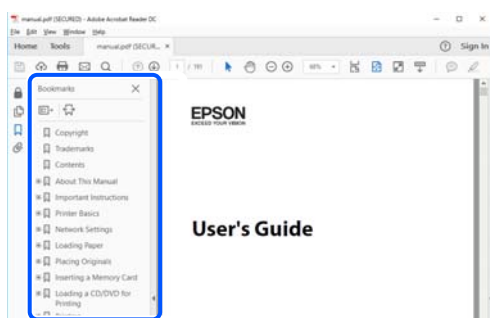 manual.pdf (SECURED) - Adobe Acrobat Reader DC
File Edit View Window Help
Home Tools manual.pdf (SECUR... × Sign In
1 / 191
Bookmarks
EPSON
EXCEED YOUR VISION
Copyright
Trademarks
Contents
About This Manual
Important Instructions
Printer Basics
User's Guide
Network Settings
Loading Paper
Placing Originals
Inserting a Memory Card
Loading a CD/DVD for
Printing